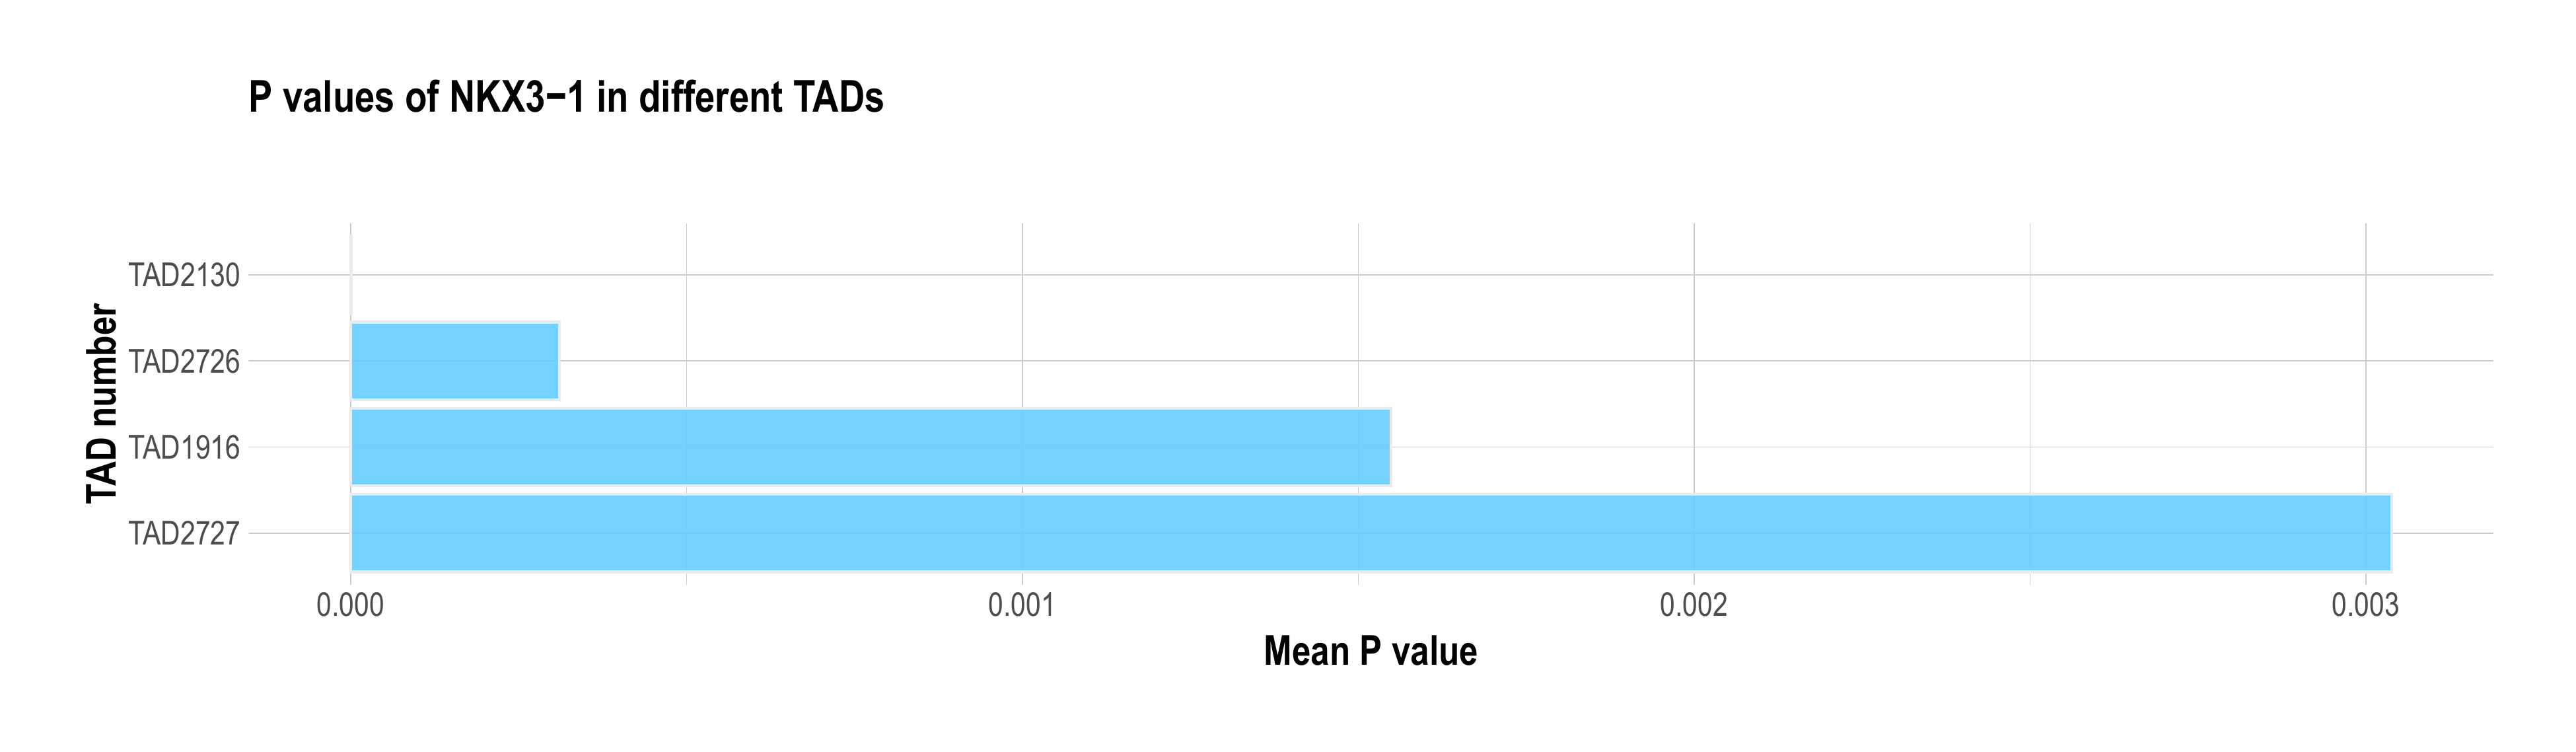 P values of NKX3−1 in different TADs
TAD number
TAD2130
TAD2726
TAD1916
TAD2727
0.000 0.001 0.002 0.003
Mean P value